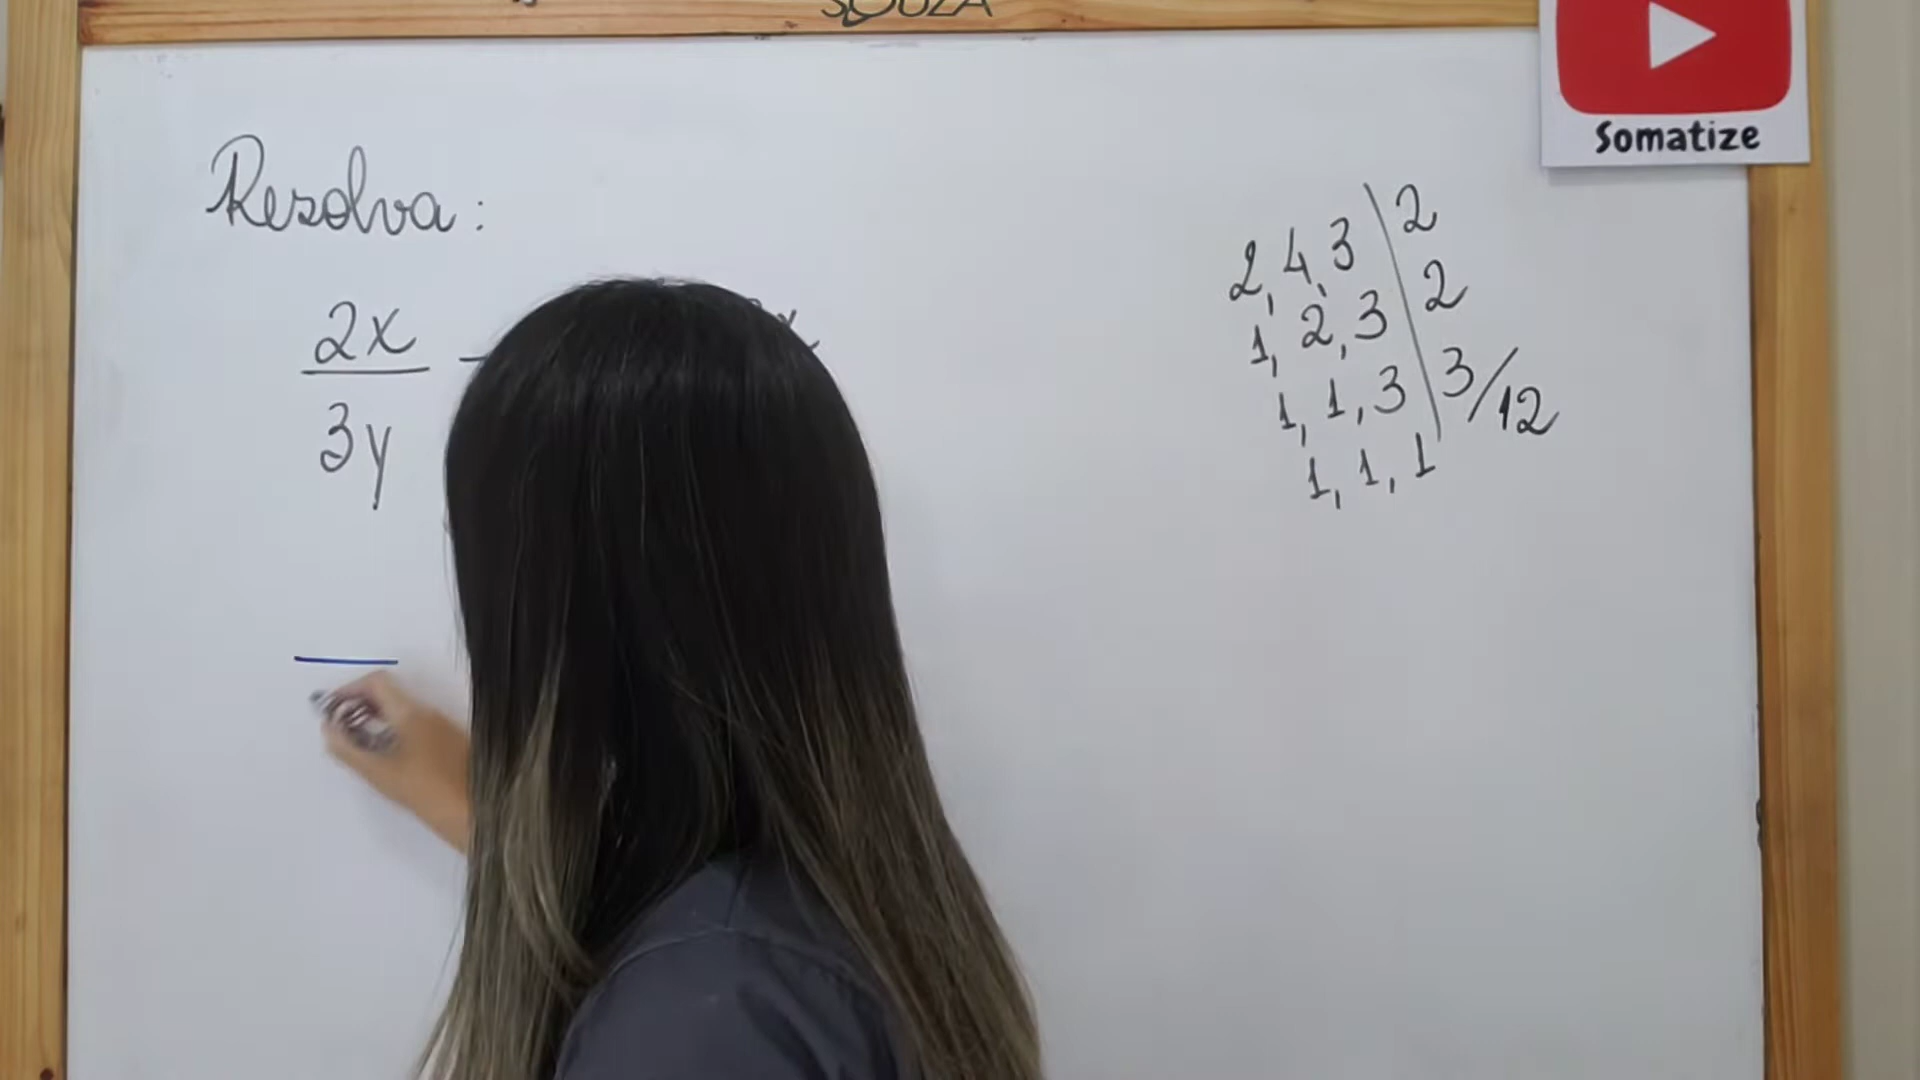 SOUZA
Somatize
Resolva:
2x
3y
2, 4, 3 | 2
1, 2, 3 | 2
1, 1, 3 | 3/12
1, 1, 1